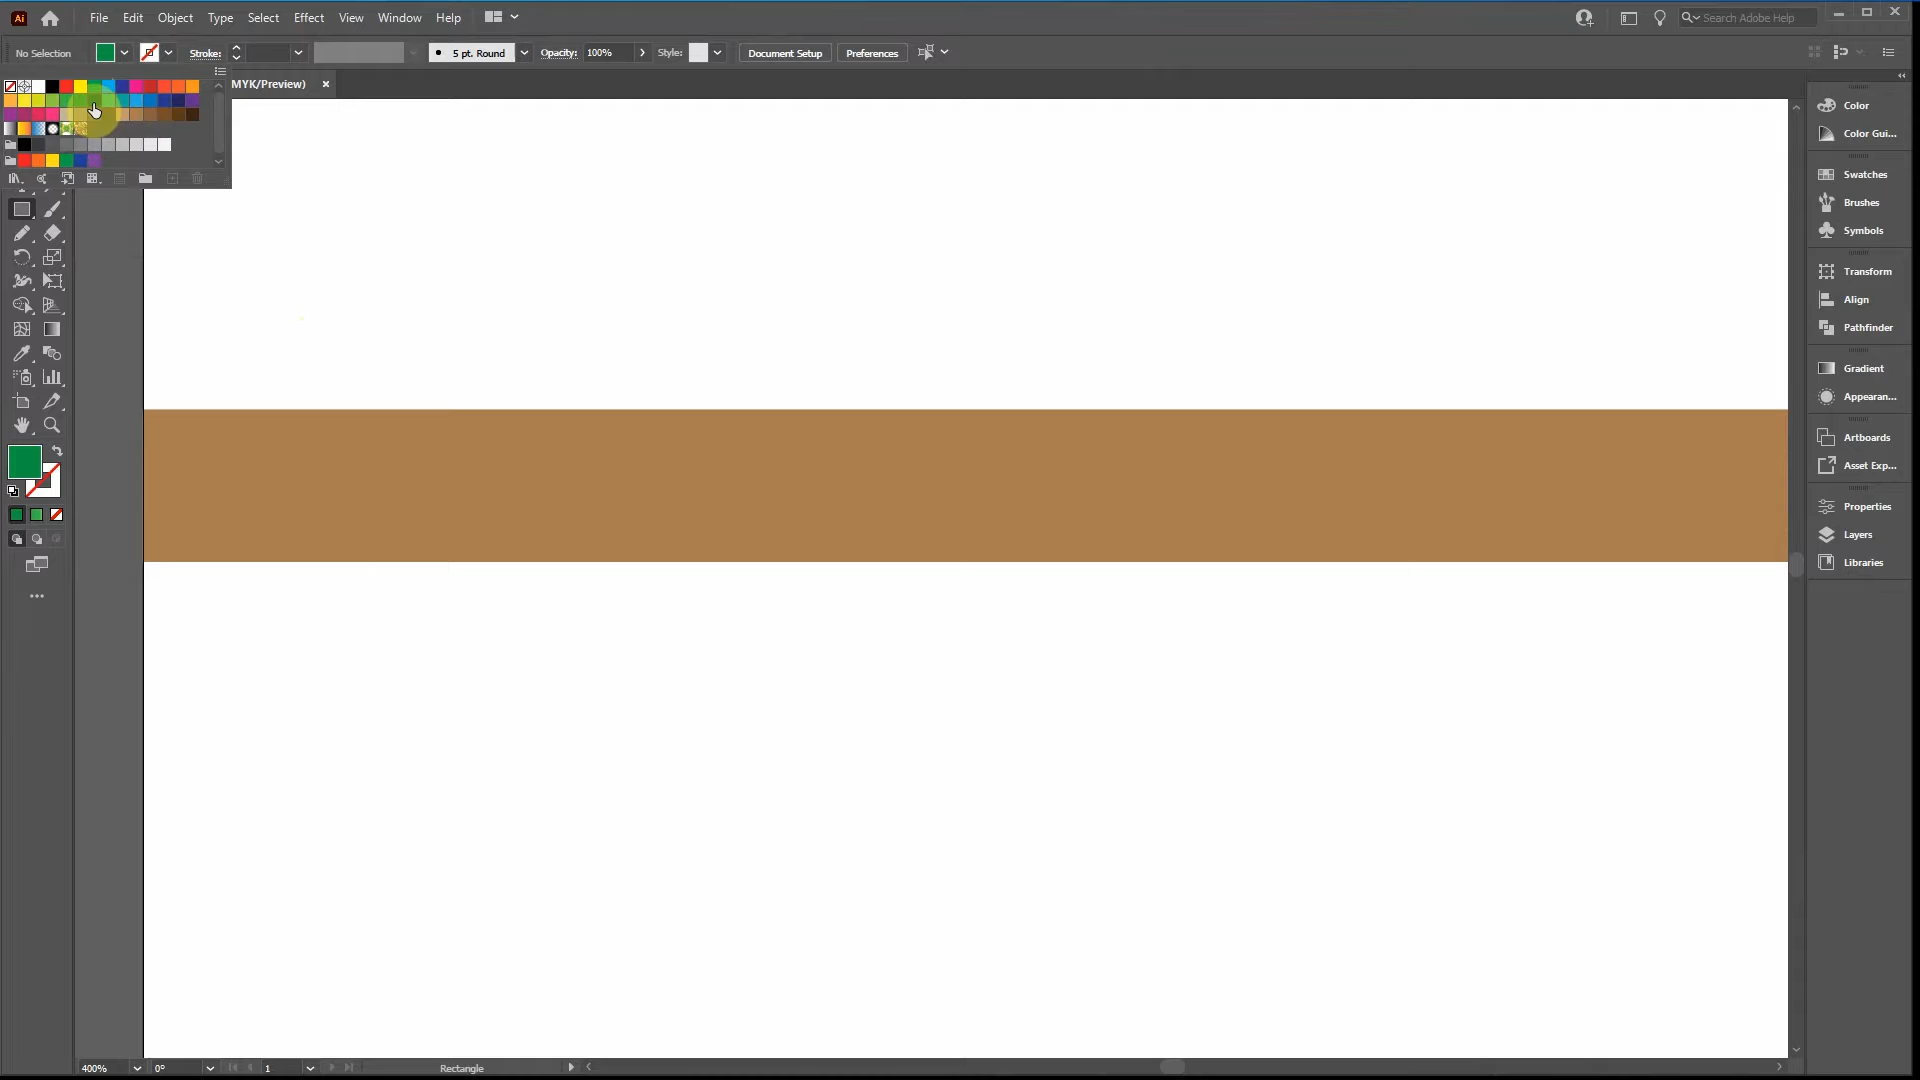 Ai File Edit Object Type Select Effect View Window Help Search Adobe Help
No Selection Stroke: 5 pt. Round Opacity: 100% Style: Document Setup Preferences
MYK/Preview) ×
Color
Color Gui...
Swatches
Brushes
Symbols
Transform
Align
Pathfinder
Gradient
Appearan...
Artboards
Asset Exp...
Properties
Layers
Libraries
400% 0° 1 Rectangle